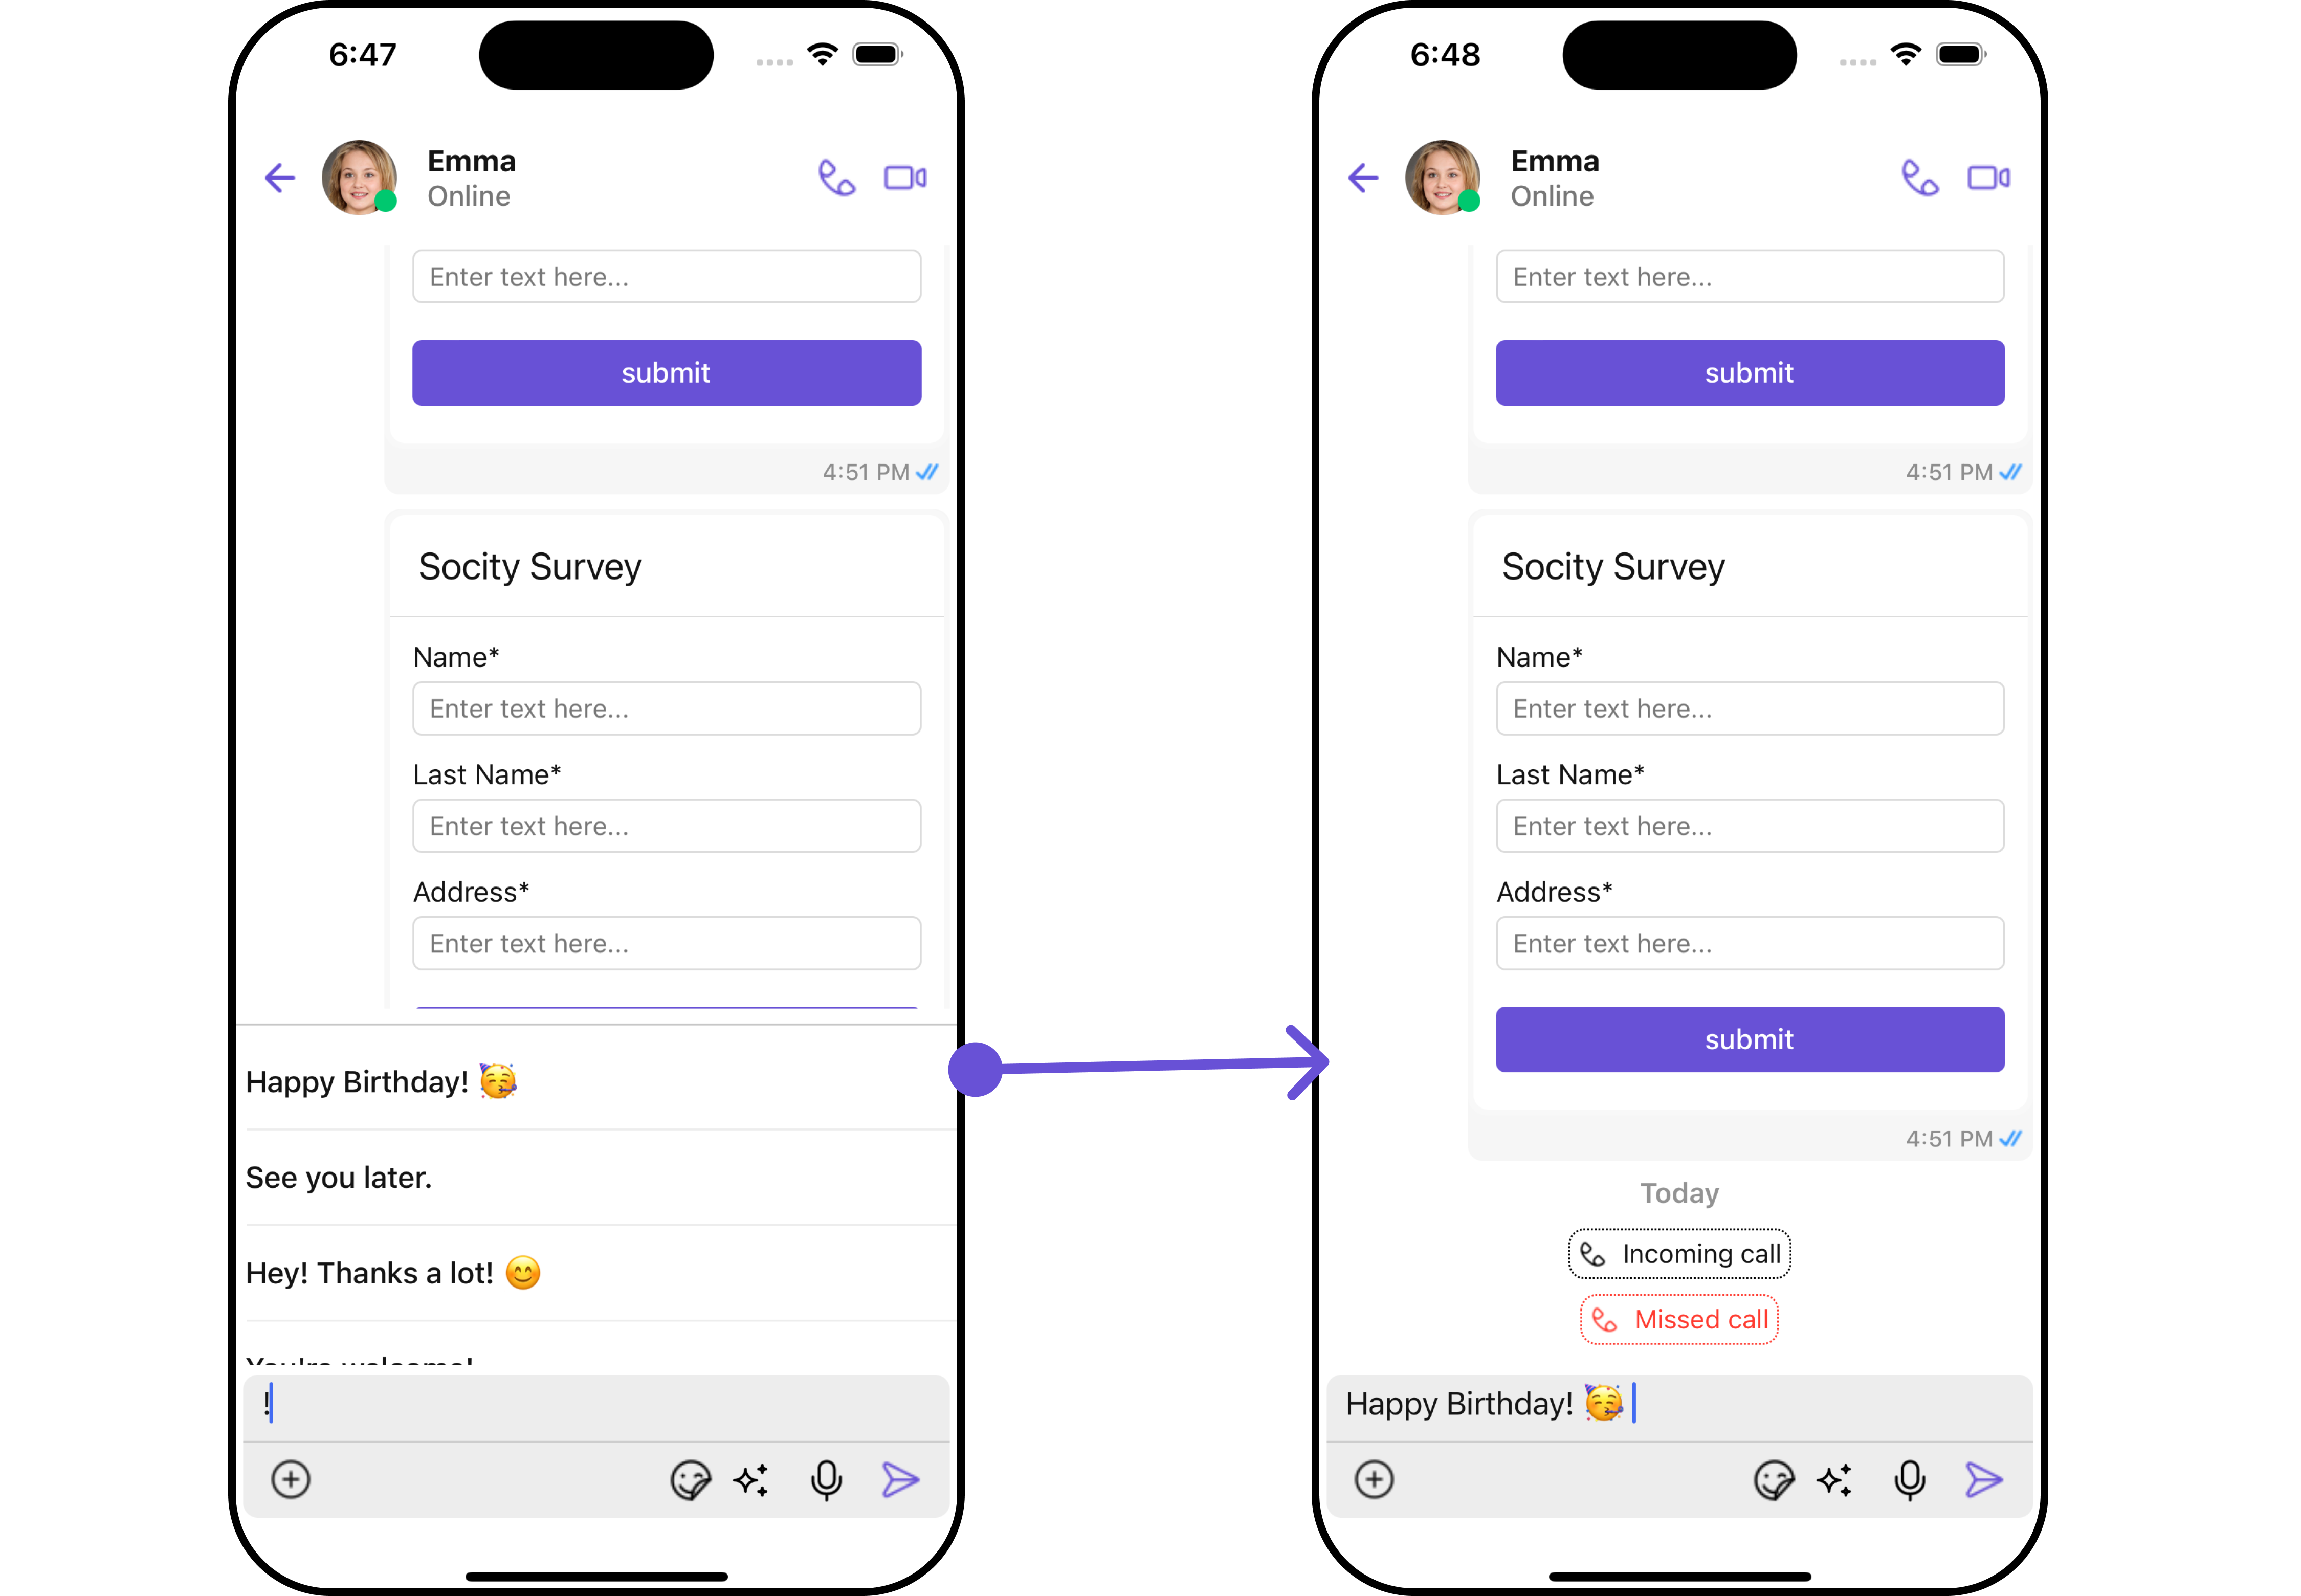 6:47
Emma
Online
Enter text here...
submit
4:51 PM
Socity Survey
Name*
Enter text here...
Last Name*
Enter text here...
Address*
Enter text here...
Happy Birthday! 🥳
See you later.
Hey! Thanks a lot! 😊
You're welcome!
!
6:48
Emma
Online
Enter text here...
submit
4:51 PM
Socity Survey
Name*
Enter text here...
Last Name*
Enter text here...
Address*
Enter text here...
submit
4:51 PM
Today
Incoming call
Missed call
Happy Birthday! 🥳